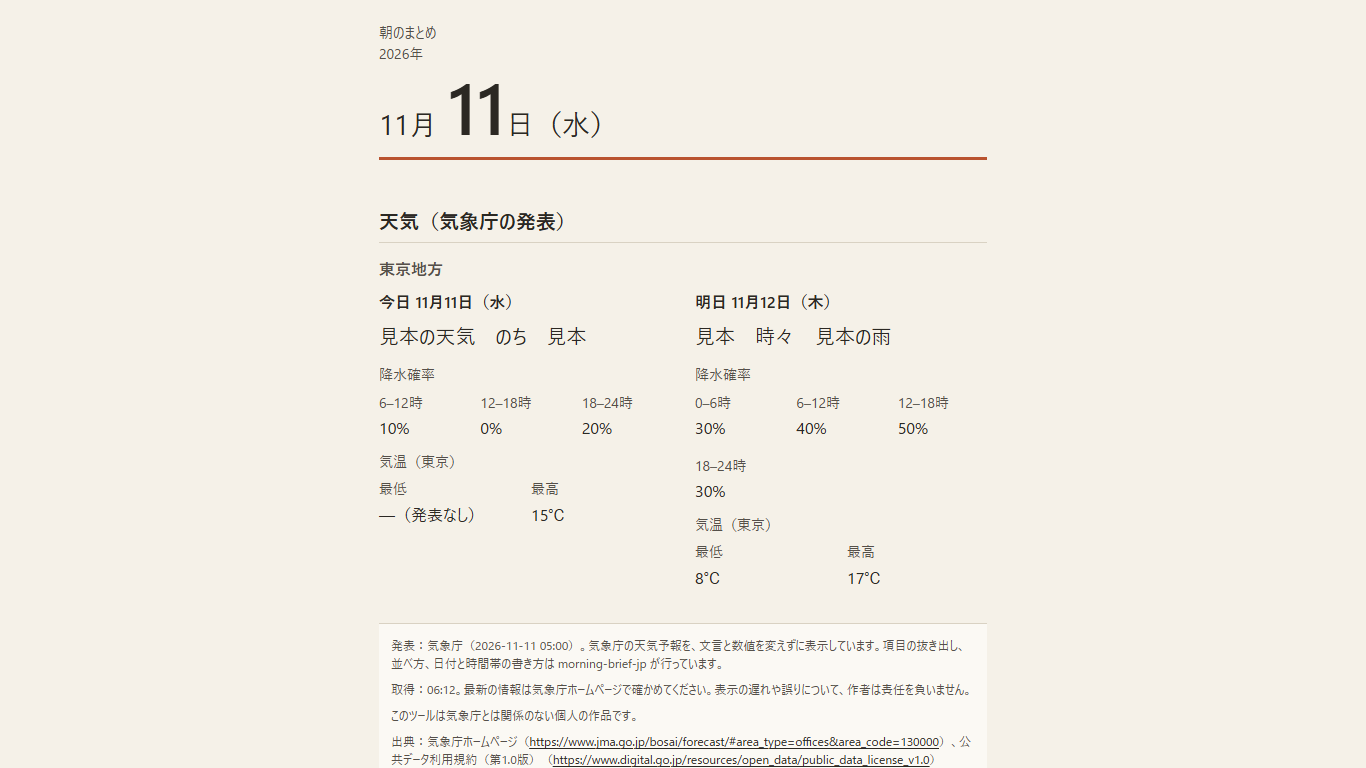 朝のまとめ
2026年
11月 11日（水）
天気（気象庁の発表）
東京地方
今日 11月11日（水）
見本の天気　のち　見本
降水確率
6–12時 12–18時 18–24時
10% 0% 20%
気温（東京）
最低 最高
—（発表なし） 15°C
明日 11月12日（木）
見本　時々　見本の雨
降水確率
0–6時 6–12時 12–18時
30% 40% 50%
18–24時
30%
気温（東京）
最低 最高
8°C 17°C
発表：気象庁（2026-11-11 05:00）。気象庁の天気予報を、文言と数値を変えずに表示しています。項目の抜き出し、
並べ方、日付と時間帯の書き方は morning-brief-jp が行っています。
取得：06:12。最新の情報は気象庁ホームページで確かめてください。表示の遅れや誤りについて、作者は責任を負いません。
このツールは気象庁とは関係のない個人の作品です。
出典：気象庁ホームページ（https://www.jma.go.jp/bosai/forecast/#area_type=offices&area_code=130000）、公
共データ利用規約（第1.0版）（https://www.digital.go.jp/resources/open_data/public_data_license_v1.0）